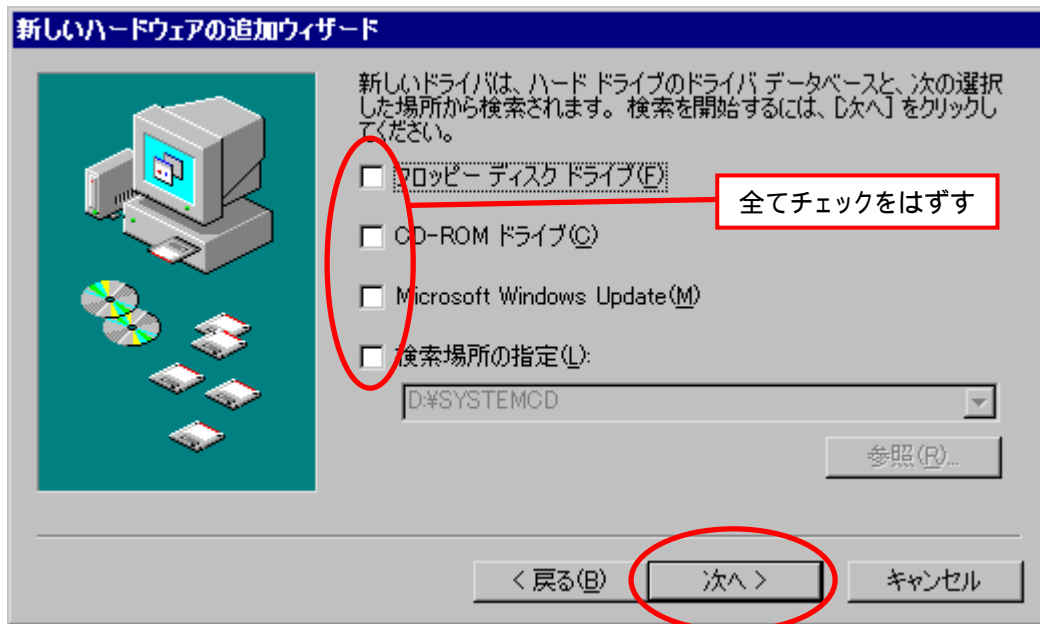 新しいハードウェアの追加ウィザード
新しいドライバは、ハード ドライブのドライバ データベースと、次の選択
した場所から検索されます。検索を開始するには、[次へ] をクリックし
てください。
フロッピー ディスク ドライブ(F)
全てチェックをはずす
CD-ROM ドライブ(C)
Microsoft Windows Update(M)
検索場所の指定(L):
D:¥SYSTEMCD
参照(R)...
< 戻る(B)
次へ >
キャンセル